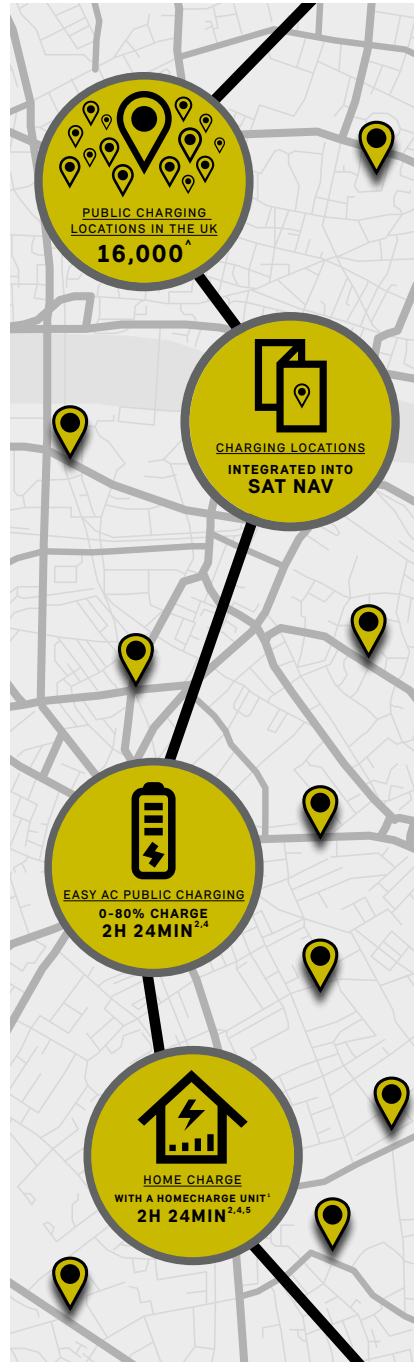 PUBLIC CHARGING
LOCATIONS IN THE UK
16,000^
CHARGING LOCATIONS
INTEGRATED INTO
SAT NAV
EASY AC PUBLIC CHARGING
0-80% CHARGE
2H 24MIN2,4
HOME CHARGE
WITH A HOMECHARGE UNIT1
2H 24MIN2,4,5